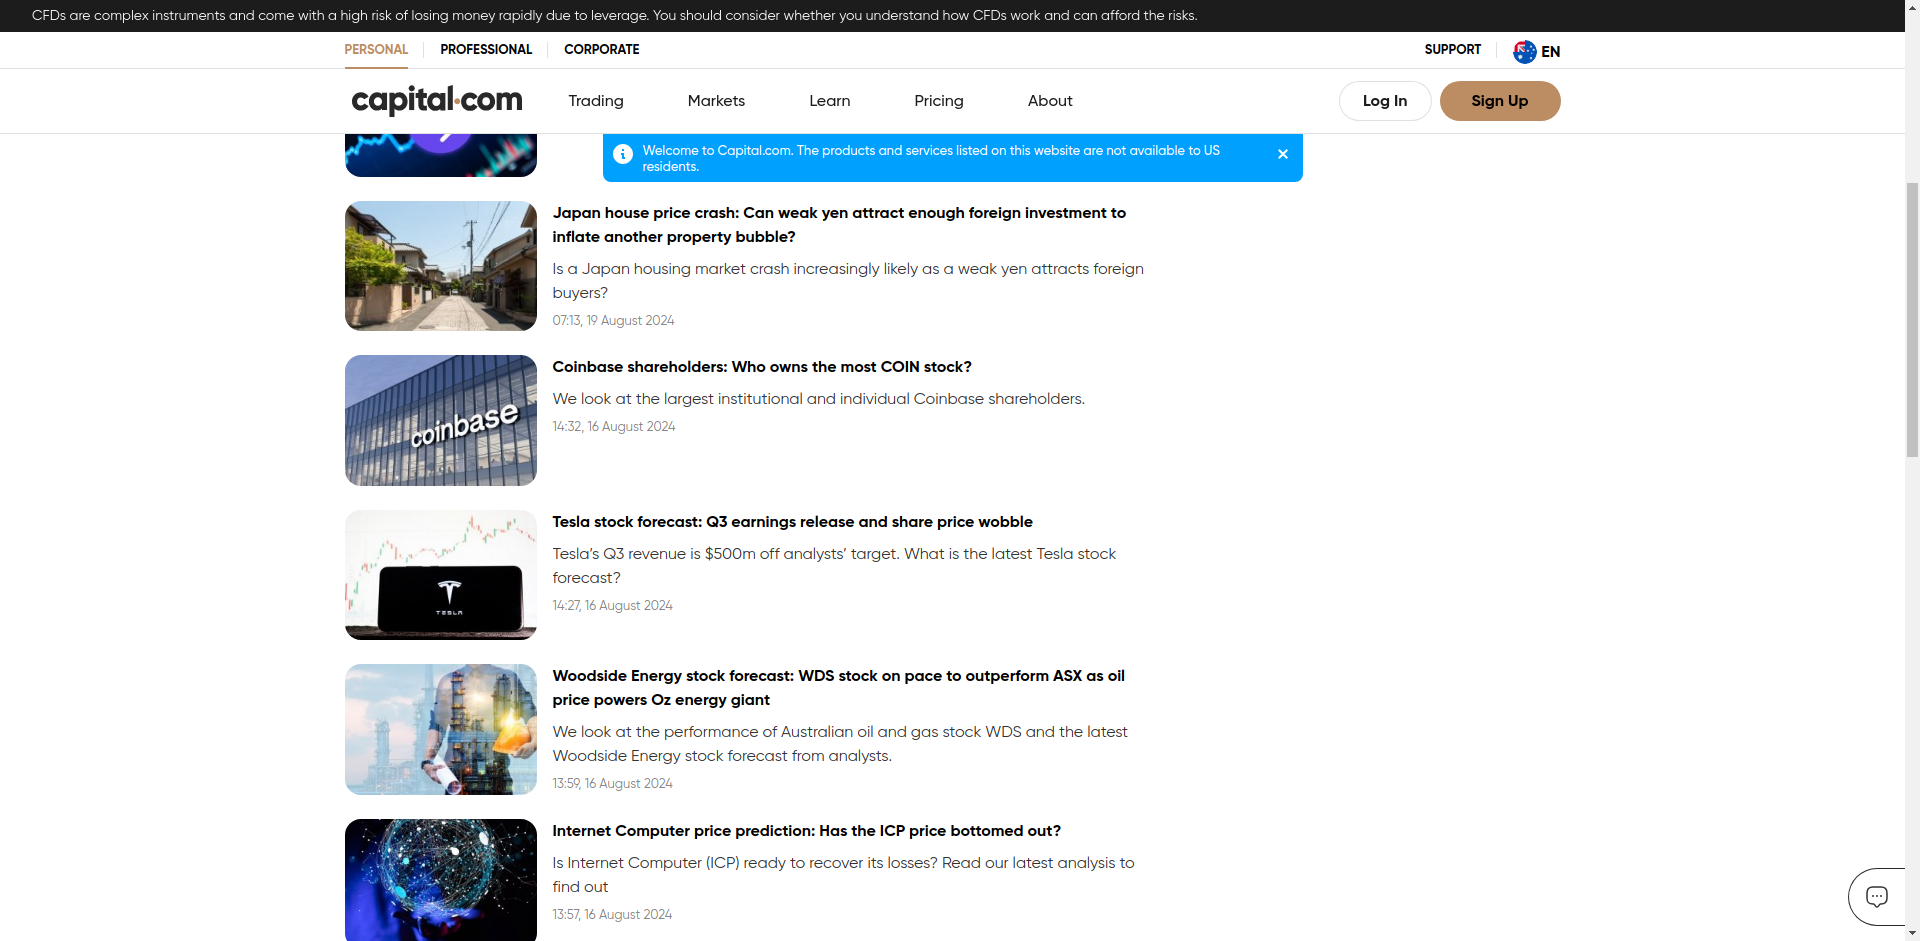 CFDs are complex instruments and come with a high risk of losing money rapidly due to leverage. You should consider whether you understand how CFDs work and can afford the risks.
PERSONAL
PROFESSIONAL
CORPORATE
SUPPORT
EN
capital.com
Trading
Markets
Learn
Pricing
About
Log In
Sign Up
Welcome to Capital.com. The products and services listed on this website are not available to US
residents.
Japan house price crash: Can weak yen attract enough foreign investment to
inflate another property bubble?
Is a Japan housing market crash increasingly likely as a weak yen attracts foreign
buyers?
07:13, 19 August 2024
coinbase
Coinbase shareholders: Who owns the most COIN stock?
We look at the largest institutional and individual Coinbase shareholders.
14:32, 16 August 2024
TESLA
Tesla stock forecast: Q3 earnings release and share price wobble
Tesla’s Q3 revenue is $500m off analysts’ target. What is the latest Tesla stock
forecast?
14:27, 16 August 2024
Woodside Energy stock forecast: WDS stock on pace to outperform ASX as oil
price powers Oz energy giant
We look at the performance of Australian oil and gas stock WDS and the latest
Woodside Energy stock forecast from analysts.
13:59, 16 August 2024
Internet Computer price prediction: Has the ICP price bottomed out?
Is Internet Computer (ICP) ready to recover its losses? Read our latest analysis to
find out
13:57, 16 August 2024